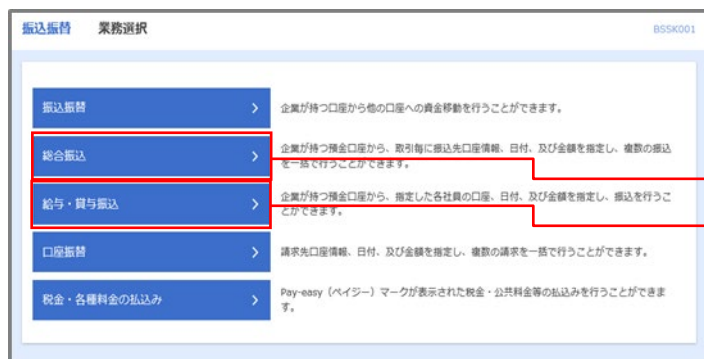 振込振替 業務選択 BSSK001
振込振替 企業が持つ口座から他の口座への資金移動を行うことができます。
総合振込 企業が持つ預金口座から、取引毎に振込先口座情報、日付、及び金額を指定し、複数の振込
を一括で行うことができます。
給与・賞与振込 企業が持つ預金口座から、指定した各社員の口座、日付、及び金額を指定し、振込を行うこ
とができます。
口座振替 請求先口座情報、日付、及び金額を指定し、複数の請求を一括で行うことができます。
税金・各種料金の払込み Pay-easy（ペイジー）マークが表示された税金・公共料金等の払込みを行うことができま
す。